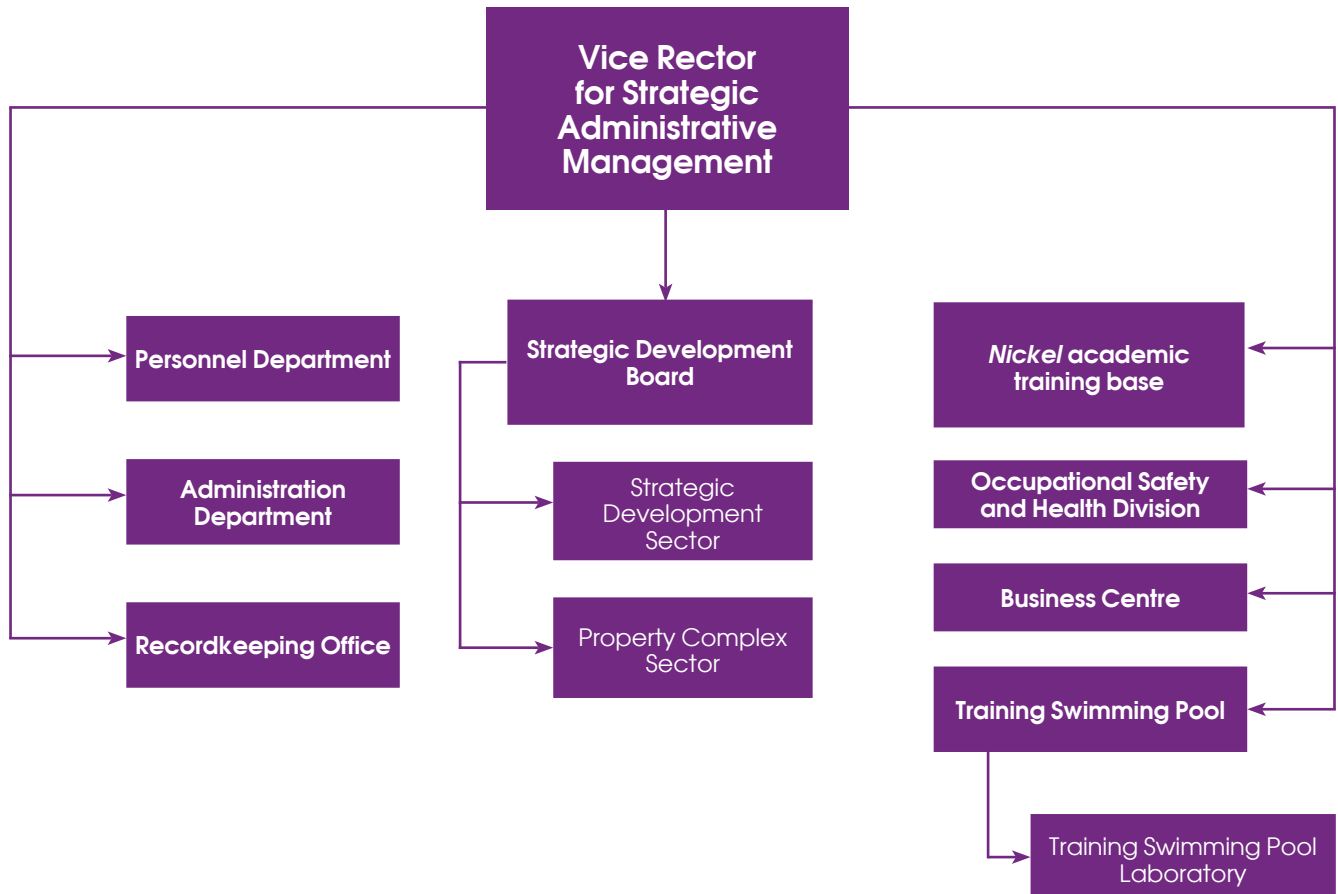 Vice Rector
for Strategic
Administrative
Management
Personnel Department
Administration
Department
Recordkeeping Office
Strategic Development
Board
Strategic
Development
Sector
Property Complex
Sector
Nickel academic
training base
Occupational Safety
and Health Division
Business Centre
Training Swimming Pool
Training Swimming Pool
Laboratory